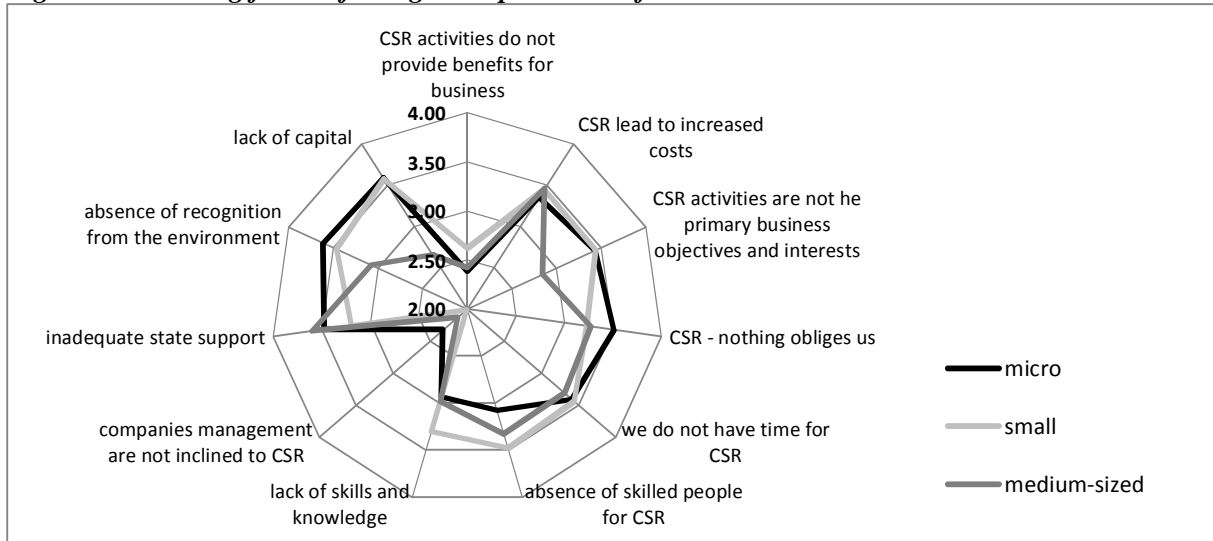 CSR activities do not
provide benefits for
business
4.00
CSR lead to increased
costs
lack of capital
3.50
CSR activities are not he
primary business
objectives and interests
absence of recognition
from the environment
3.00
2.50
inadequate state support
2.00
CSR - nothing obliges us
micro
small
medium-sized
companies management
are not inclined to CSR
we do not have time for
CSR
lack of skills and
knowledge
absence of skilled people
for CSR